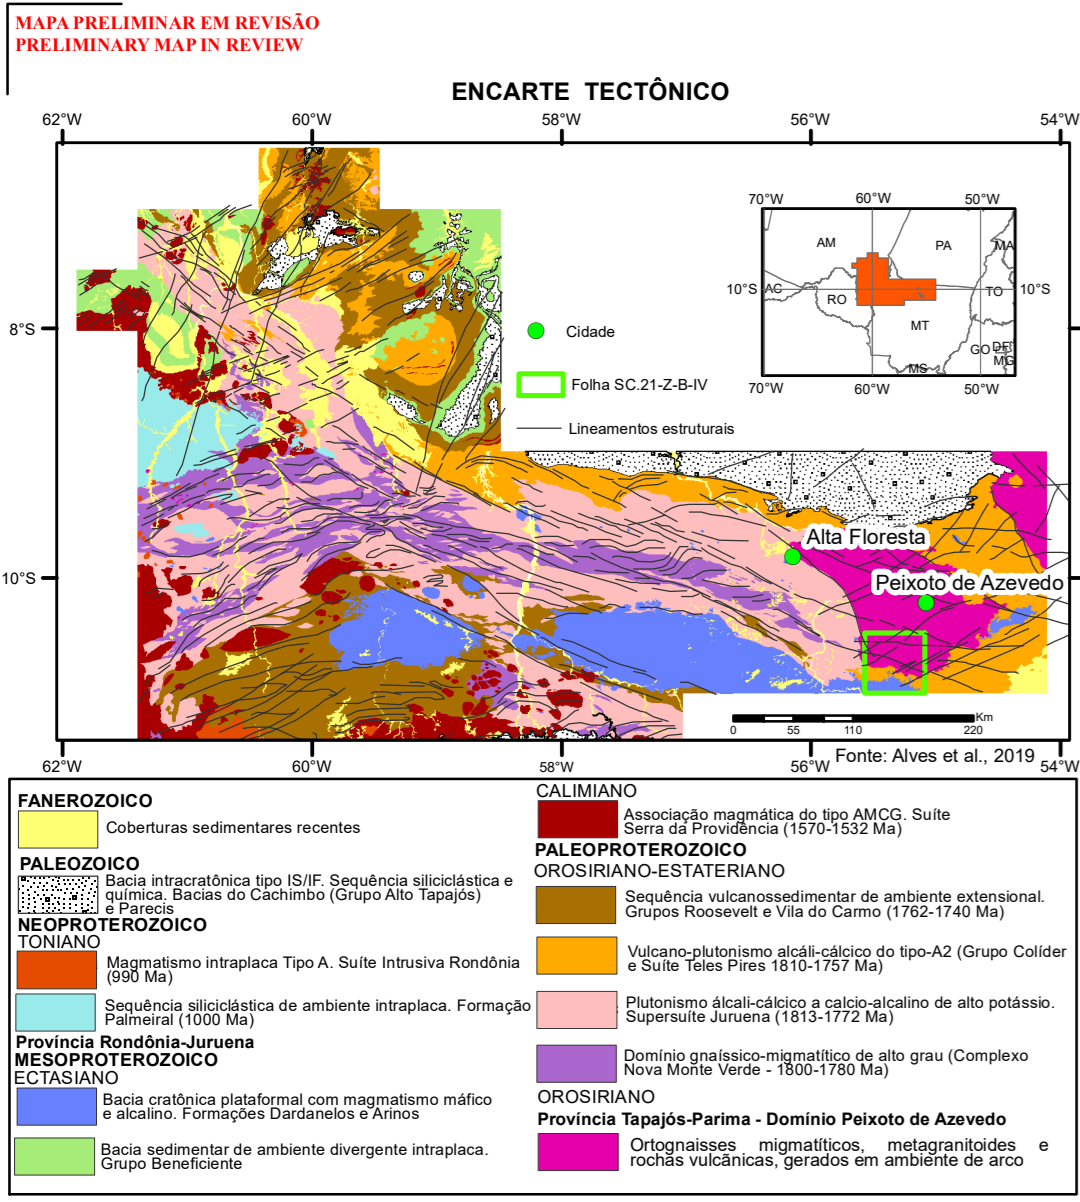 MAPA PRELIMINAR EM REVISÃO
PRELIMINARY MAP IN REVIEW
ENCARTE TECTÔNICO
62°W 60°W 58°W 56°W 54°W
70°W 60°W 50°W
AM PA MA
10°S AC RO TO 10°S
MT
GO DF
MG
MS
70°W 60°W 50°W
8°S
10°S
Cidade
Folha SC.21-Z-B-IV
Lineamentos estruturais
Alta Floresta
Peixoto de Azevedo
Km
0 55 110 220
Fonte: Alves et al., 2019
62°W 60°W 58°W 56°W 54°W
FANEROZOICO
Coberturas sedimentares recentes
PALEOZOICO
Bacia intracratônica tipo IS/IF. Sequência siliciclástica e
química. Bacias do Cachimbo (Grupo Alto Tapajós)
e Parecis
NEOPROTEROZOICO
TONIANO
Magmatismo intraplaca Tipo A. Suíte Intrusiva Rondônia
(990 Ma)
Sequência siliciclástica de ambiente intraplaca. Formação
Palmeiral (1000 Ma)
Província Rondônia-Juruena
MESOPROTEROZOICO
ECTASIANO
Bacia cratônica plataformal com magmatismo máfico
e alcalino. Formações Dardanelos e Arinos
Bacia sedimentar de ambiente divergente intraplaca.
Grupo Beneficiente
CALIMIANO
Associação magmática do tipo AMCG. Suíte
Serra da Providência (1570-1532 Ma)
PALEOPROTEROZOICO
OROSIRIANO-ESTATERIANO
Sequência vulcanossedimentar de ambiente extensional.
Grupos Roosevelt e Vila do Carmo (1762-1740 Ma)
Vulcano-plutonismo alcáli-cálcico do tipo-A2 (Grupo Colíder
e Suíte Teles Pires 1810-1757 Ma)
Plutonismo álcali-cálcico a calcio-alcalino de alto potássio.
Supersuíte Juruena (1813-1772 Ma)
Domínio gnaíssico-migmatítico de alto grau (Complexo
Nova Monte Verde - 1800-1780 Ma)
OROSIRIANO
Província Tapajós-Parima - Domínio Peixoto de Azevedo
Ortognaisses migmatíticos, metagranitoides e
rochas vulcânicas, gerados em ambiente de arco